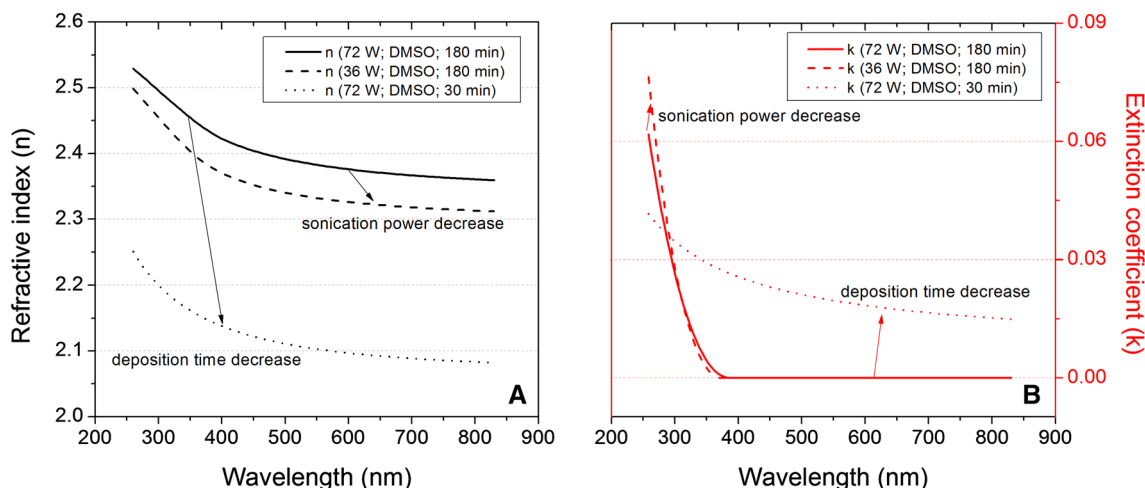 2.6
2.5
2.4
2.3
2.2
2.1
2.0
Refractive index (n)
n (72 W; DMSO; 180 min)
n (36 W; DMSO; 180 min)
n (72 W; DMSO; 30 min)
sonication power decrease
deposition time decrease
A
200 300 400 500 600 700 800 900
Wavelength (nm)
k (72 W; DMSO; 180 min)
k (36 W; DMSO; 180 min)
k (72 W; DMSO; 30 min)
sonication power decrease
deposition time decrease
B
200 300 400 500 600 700 800 900
Wavelength (nm)
0.09
0.06
0.03
0.00
Extinction coefficient (k)